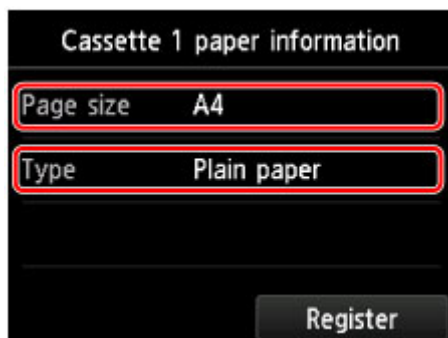 Cassette 1 paper information
Page size A4
Type Plain paper
Register